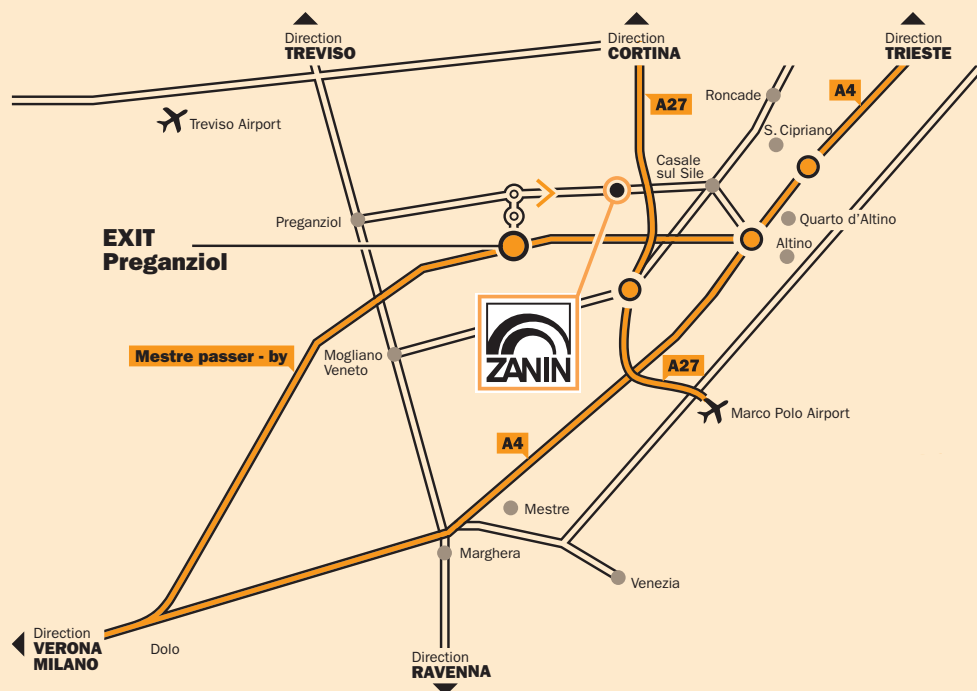 Direction
TREVISO
Direction
CORTINA
Direction
TRIESTE
A27
A4
Roncade
Treviso Airport
S. Cipriano
Casale
sul Sile
Preganziol
Quarto d'Altino
EXIT
Preganziol
Altino
Mestre passer - by
Mogliano
Veneto
ZANIN
A27
Marco Polo Airport
A4
Mestre
Marghera
Venezia
Direction
VERONA
MILANO
Dolo
Direction
RAVENNA